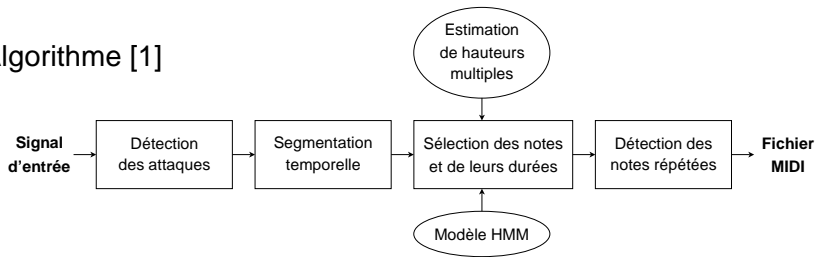 Estimation
de hauteurs
multiples
lgorithme [1]
Signal
d'entrée
Détection
des attaques
Segmentation
temporelle
Sélection des notes
et de leurs durées
Détection des
notes répétées
Fichier
MIDI
Modèle HMM